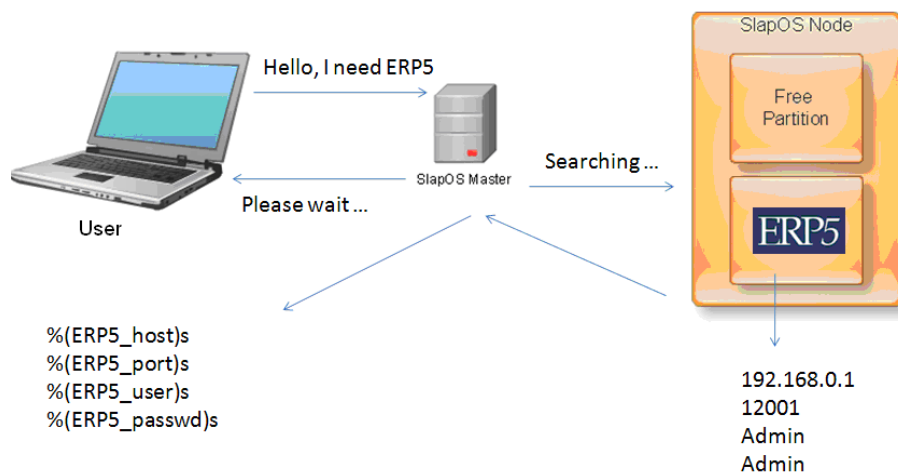 SlapOS Node
Hello, I need ERP5
Free
Partition
Searching ...
SlapOS Master
Please wait ...
User
ERP5
%(ERP5_host)s
%(ERP5_port)s
%(ERP5_user)s
%(ERP5_passwd)s
192.168.0.1
12001
Admin
Admin